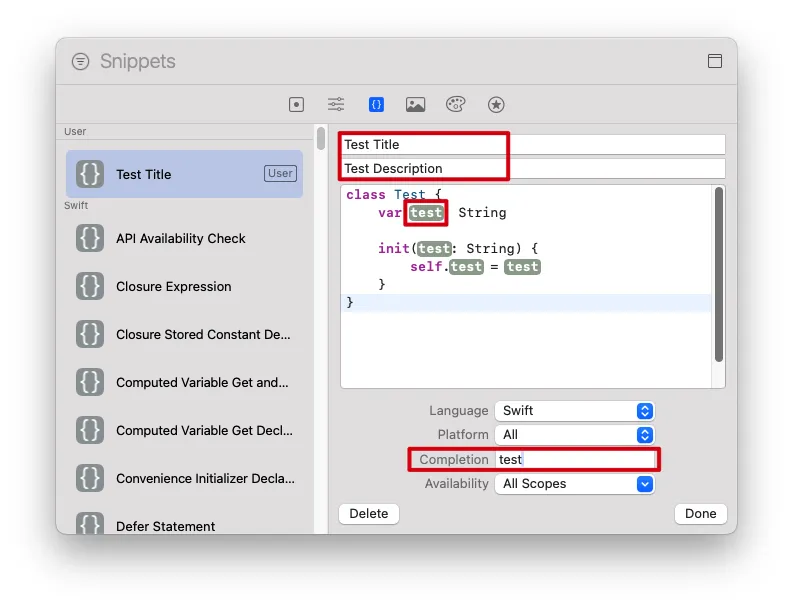 Snippets
User
Test Title
User
Swift
API Availability Check
Closure Expression
Closure Stored Constant De...
Computed Variable Get and...
Computed Variable Get Decl...
Convenience Initializer Decla...
Defer Statement
Test Title
Test Description
class Test {
var test String
init(test: String) {
self.test = test
}
}
Language Swift
Platform All
Completion test
Availability All Scopes
Delete
Done